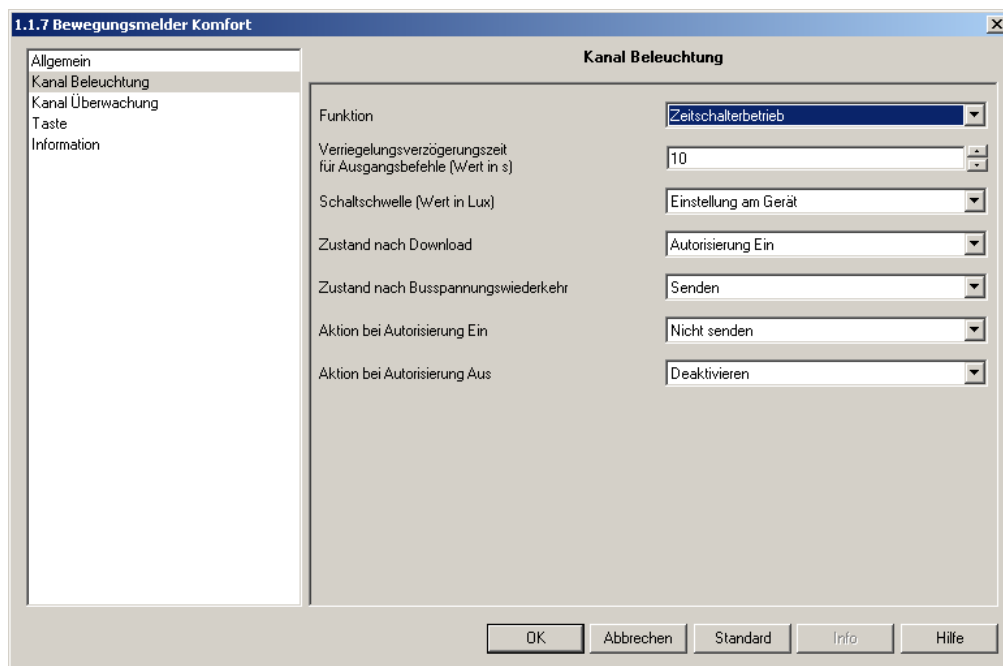 1.1.7 Bewegungsmelder Komfort
Allgemein
Kanal Beleuchtung
Kanal Überwachung
Taste
Information
Kanal Beleuchtung
Funktion
Zeitschalterbetrieb
Verriegelungsverzögerungszeit
für Ausgangsbefehle (Wert in s)
10
Schaltschwelle (Wert in Lux)
Einstellung am Gerät
Zustand nach Download
Autorisierung Ein
Zustand nach Busspannungswiederkehr
Senden
Aktion bei Autorisierung Ein
Nicht senden
Aktion bei Autorisierung Aus
Deaktivieren
OK
Abbrechen
Standard
Info
Hilfe